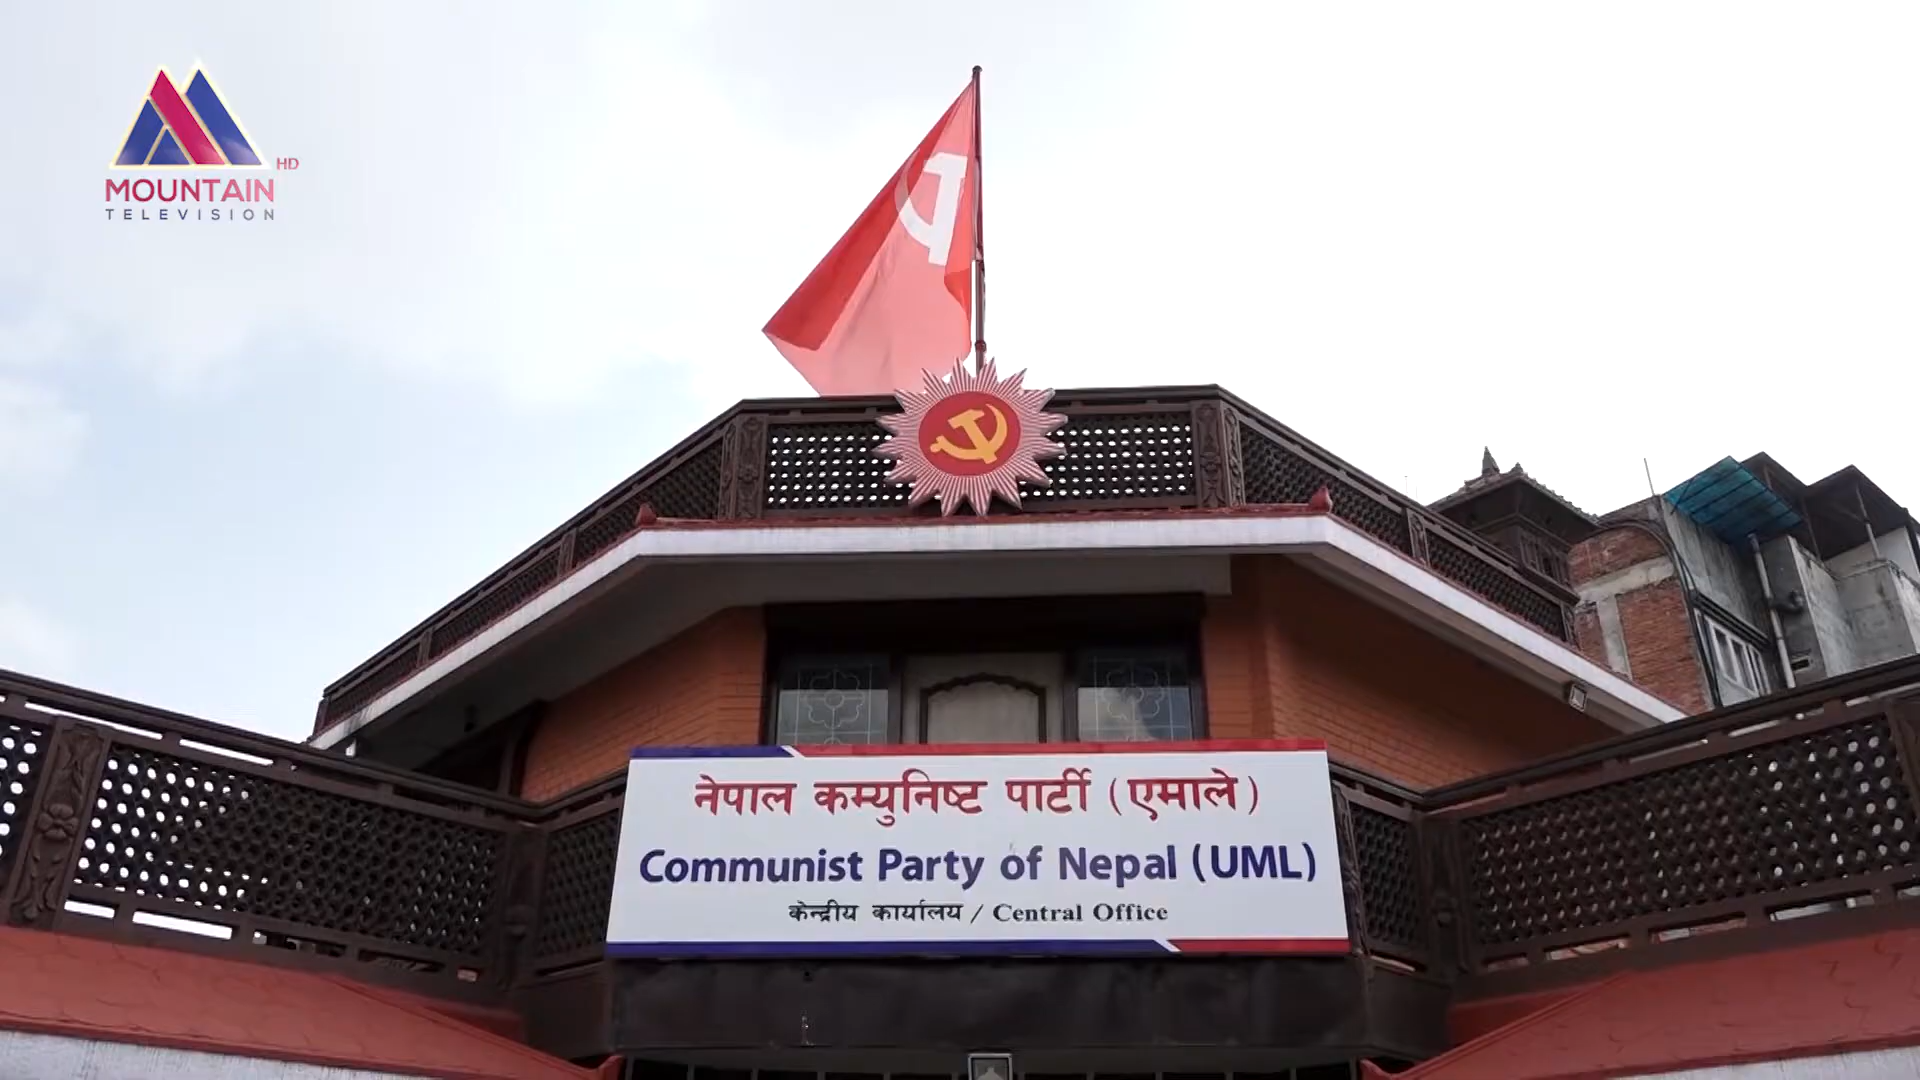 HD
MOUNTAIN
TELEVISION
नेपाल कम्युनिष्ट पार्टी (एमाले)
Communist Party of Nepal (UML)
केन्द्रीय कार्यालय / Central Office